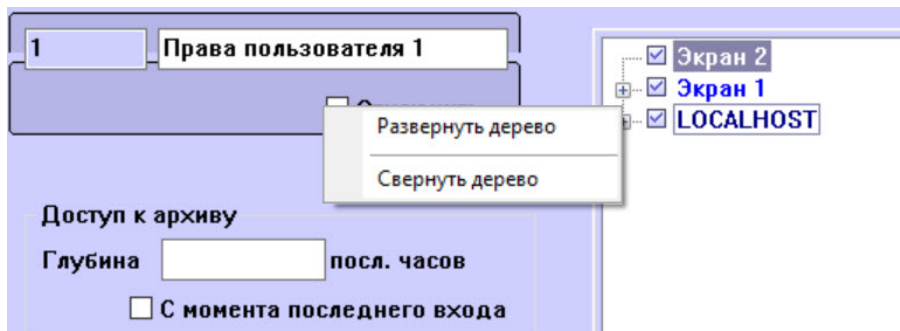 1
Права пользователя 1
Развернуть дерево
Свернуть дерево
Доступ к архиву
Глубина посл. часов
С момента последнего входа
Экран 2
Экран 1
LOCALHOST